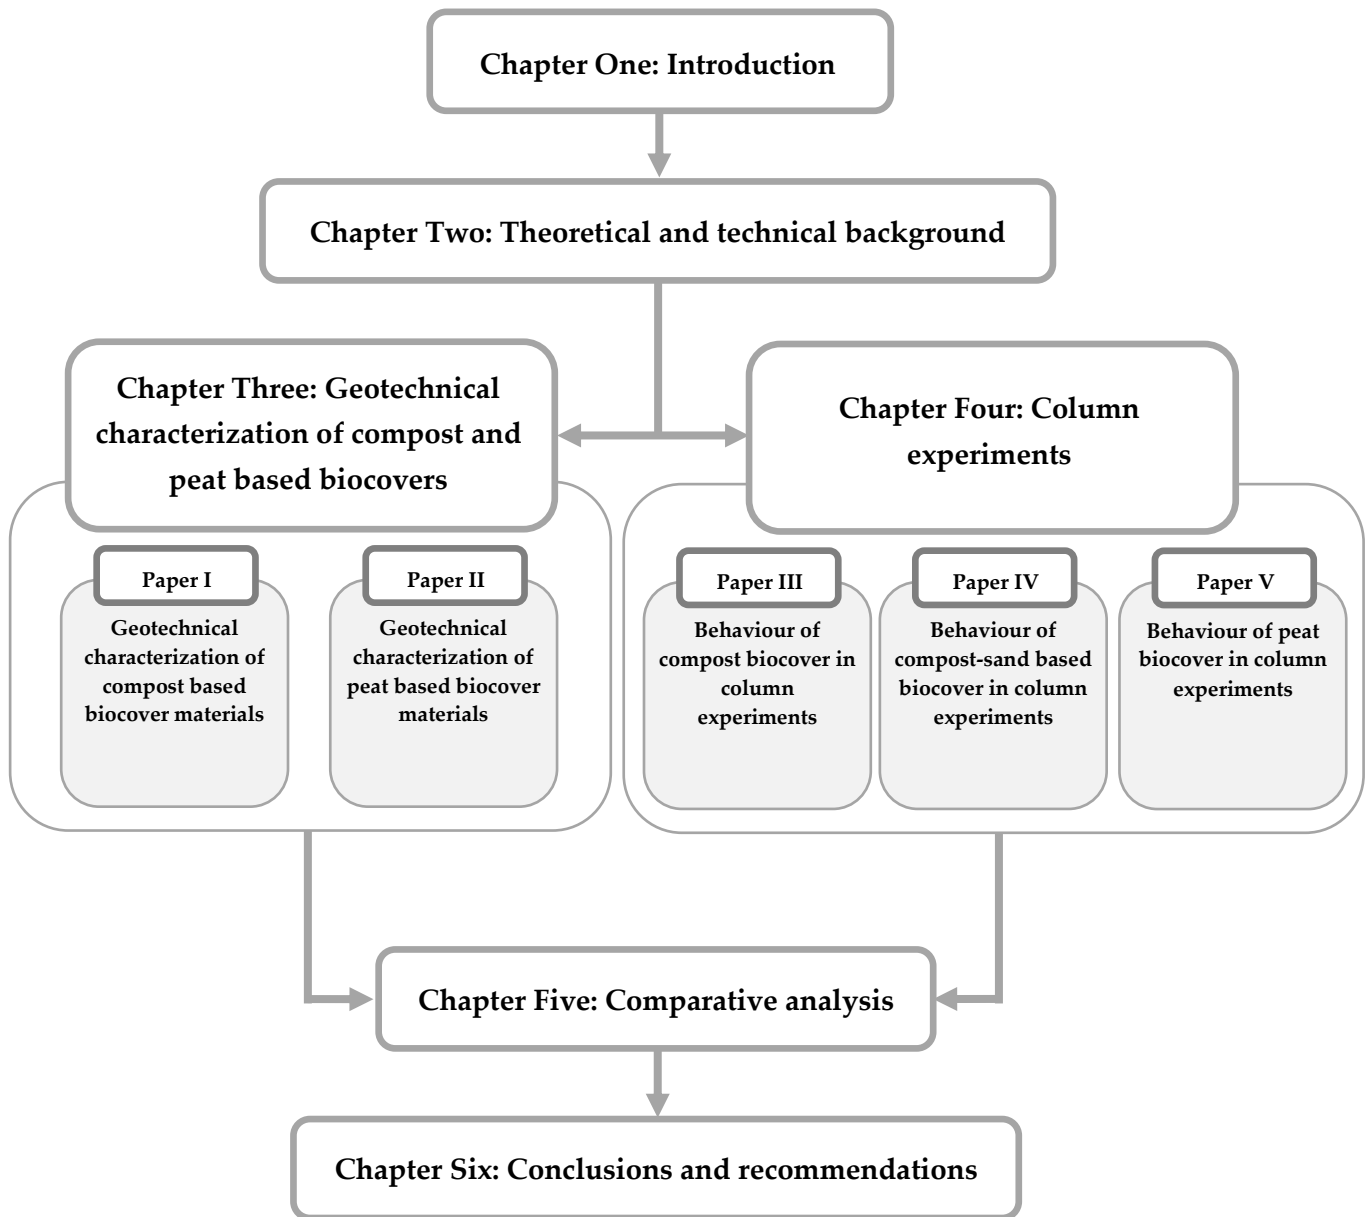 Chapter One: Introduction
Chapter Two: Theoretical and technical background
Chapter Three: Geotechnical
characterization of compost and
peat based biocovers
Chapter Four: Column
experiments
Paper I
Geotechnical
characterization of
compost based
biocover materials
Paper II
Geotechnical
characterization of
peat based biocover
materials
Paper III
Behaviour of
compost biocover in
column
experiments
Paper IV
Behaviour of
compost-sand based
biocover in column
experiments
Paper V
Behaviour of peat
biocover in column
experiments
Chapter Five: Comparative analysis
Chapter Six: Conclusions and recommendations